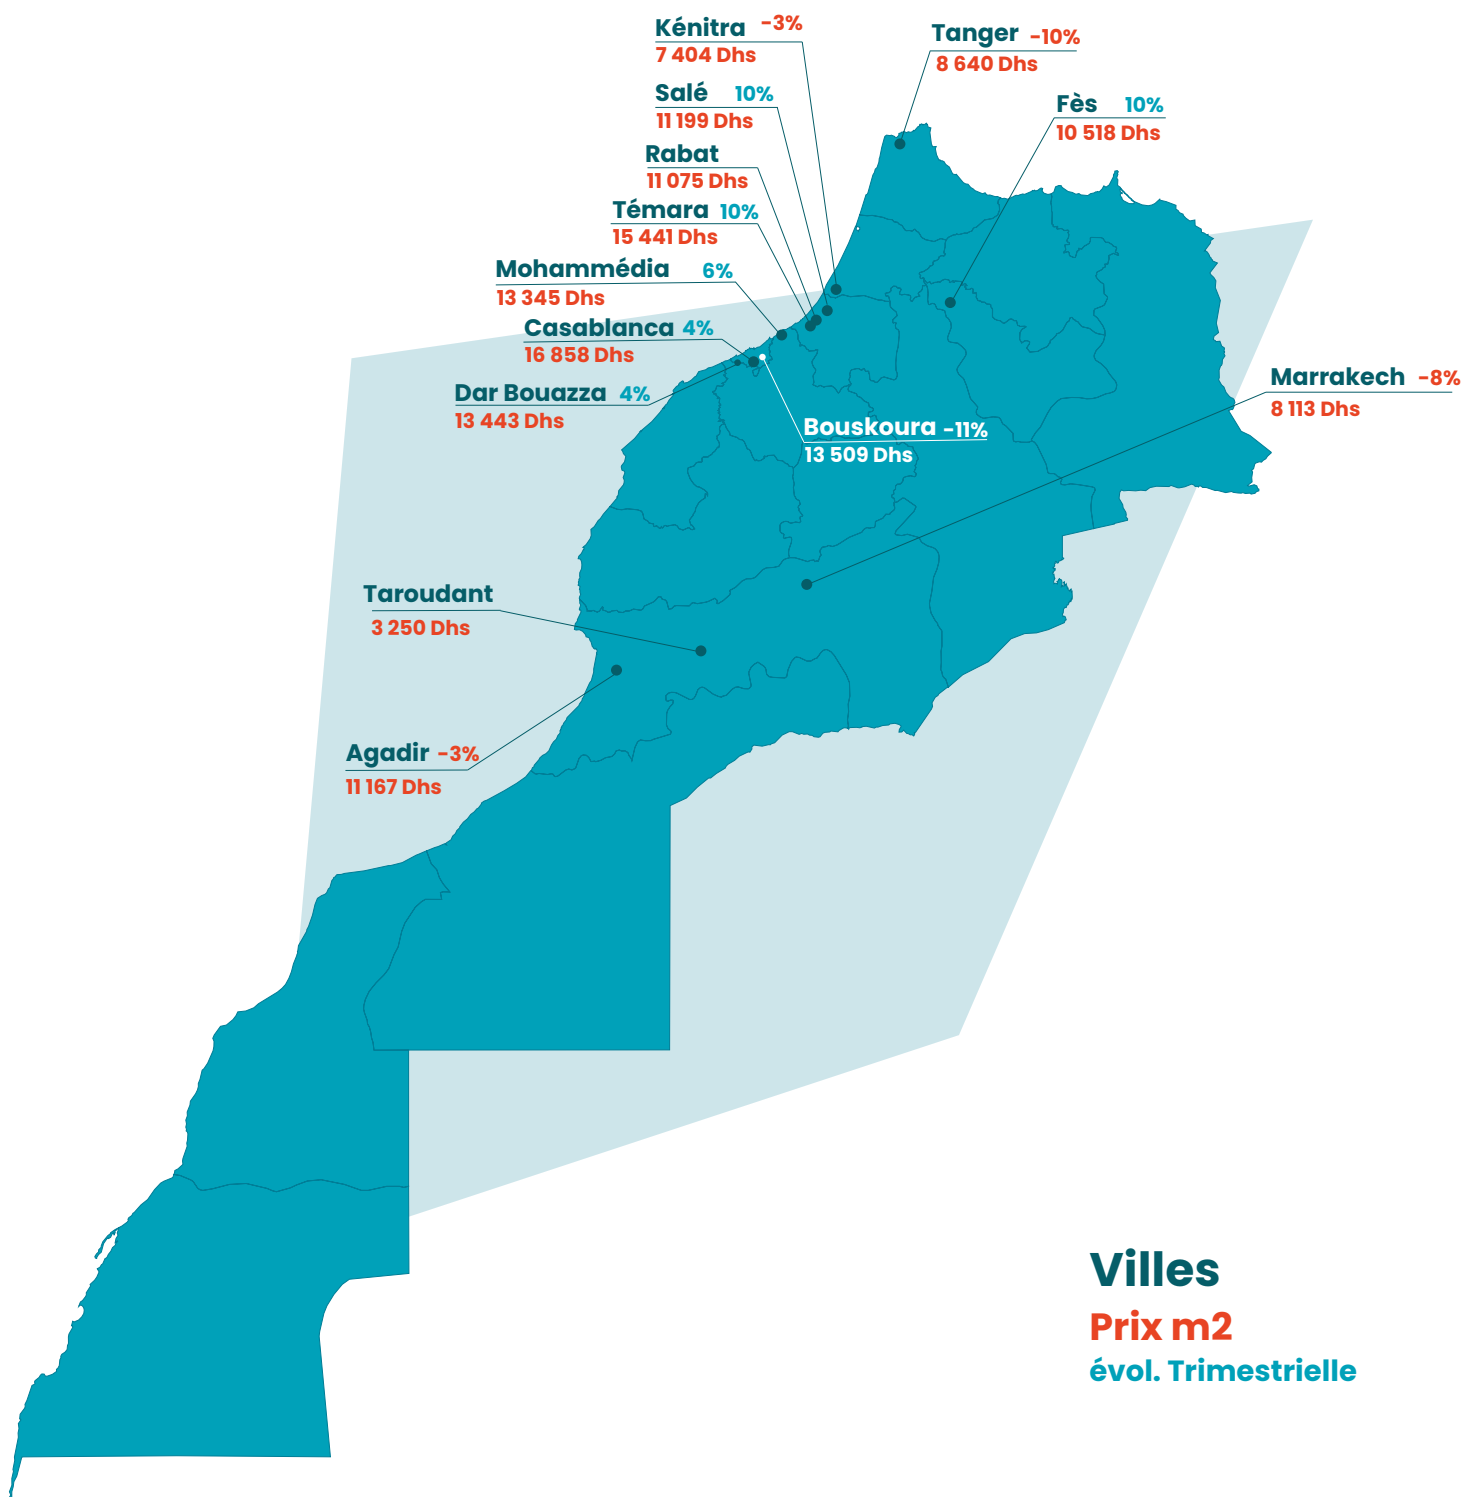 Kénitra -3%
7 404 Dhs
Tanger -10%
8 640 Dhs
Salé 10%
11 199 Dhs
Fès 10%
10 518 Dhs
Rabat
11 075 Dhs
Témara 10%
15 441 Dhs
Mohammédia 6%
13 345 Dhs
Casablanca 4%
16 858 Dhs
Dar Bouazza 4%
13 443 Dhs
Marrakech -8%
8 113 Dhs
Bouskoura -11%
13 509 Dhs
Taroudant
3 250 Dhs
Agadir -3%
11 167 Dhs
Villes
Prix m2
évol. Trimestrielle